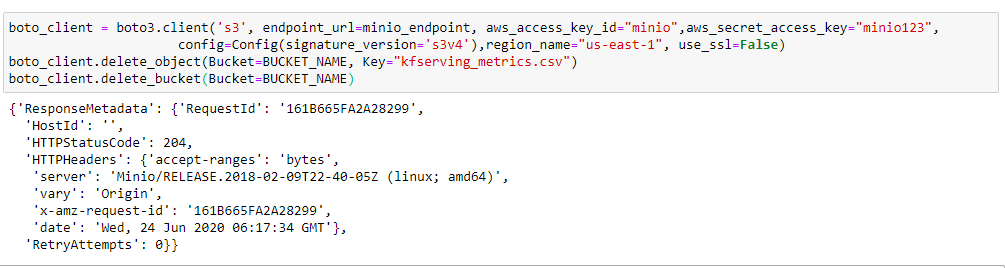 boto_client = boto3.client('s3', endpoint_url=minio_endpoint, aws_access_key_id="minio",aws_secret_access_key="minio123",
config=Config(signature_version='s3v4'),region_name="us-east-1", use_ssl=False)
boto_client.delete_object(Bucket=BUCKET_NAME, Key="kfserving_metrics.csv")
boto_client.delete_bucket(Bucket=BUCKET_NAME)
{'ResponseMetadata': {'RequestId': '161B665FA2A28299',
'HostId': '',
'HTTPStatusCode': 204,
'HTTPHeaders': {'accept-ranges': 'bytes',
'server': 'Minio/RELEASE.2018-02-09T22-40-05Z (linux; amd64)',
'vary': 'Origin',
'x-amz-request-id': '161B665FA2A28299',
'date': 'Wed, 24 Jun 2020 06:17:34 GMT'},
'RetryAttempts': 0}}